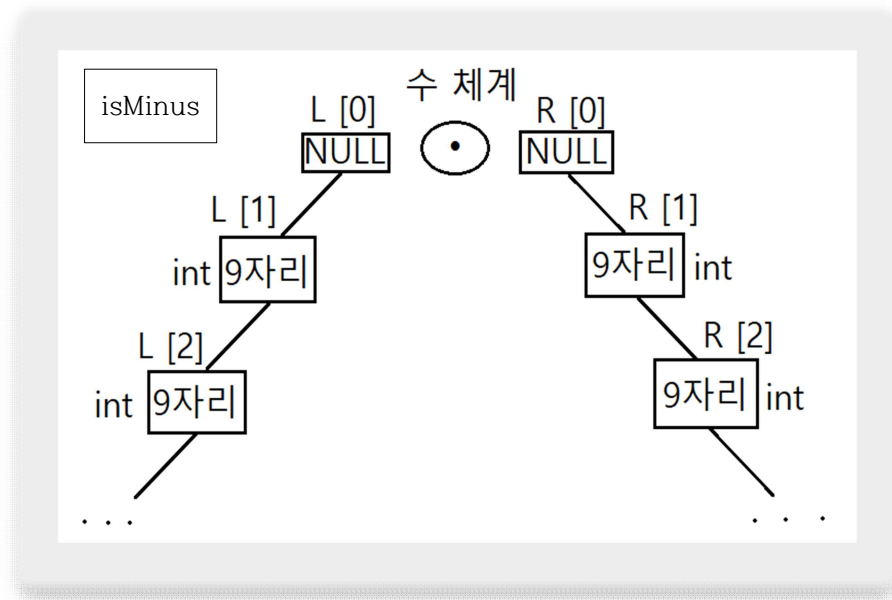 isMinus
수 체계
L [0]
R [0]
NULL
NULL
L [1]
R [1]
int 9자리
9자리 int
L [2]
R [2]
int 9자리
9자리 int
. . .
. . .